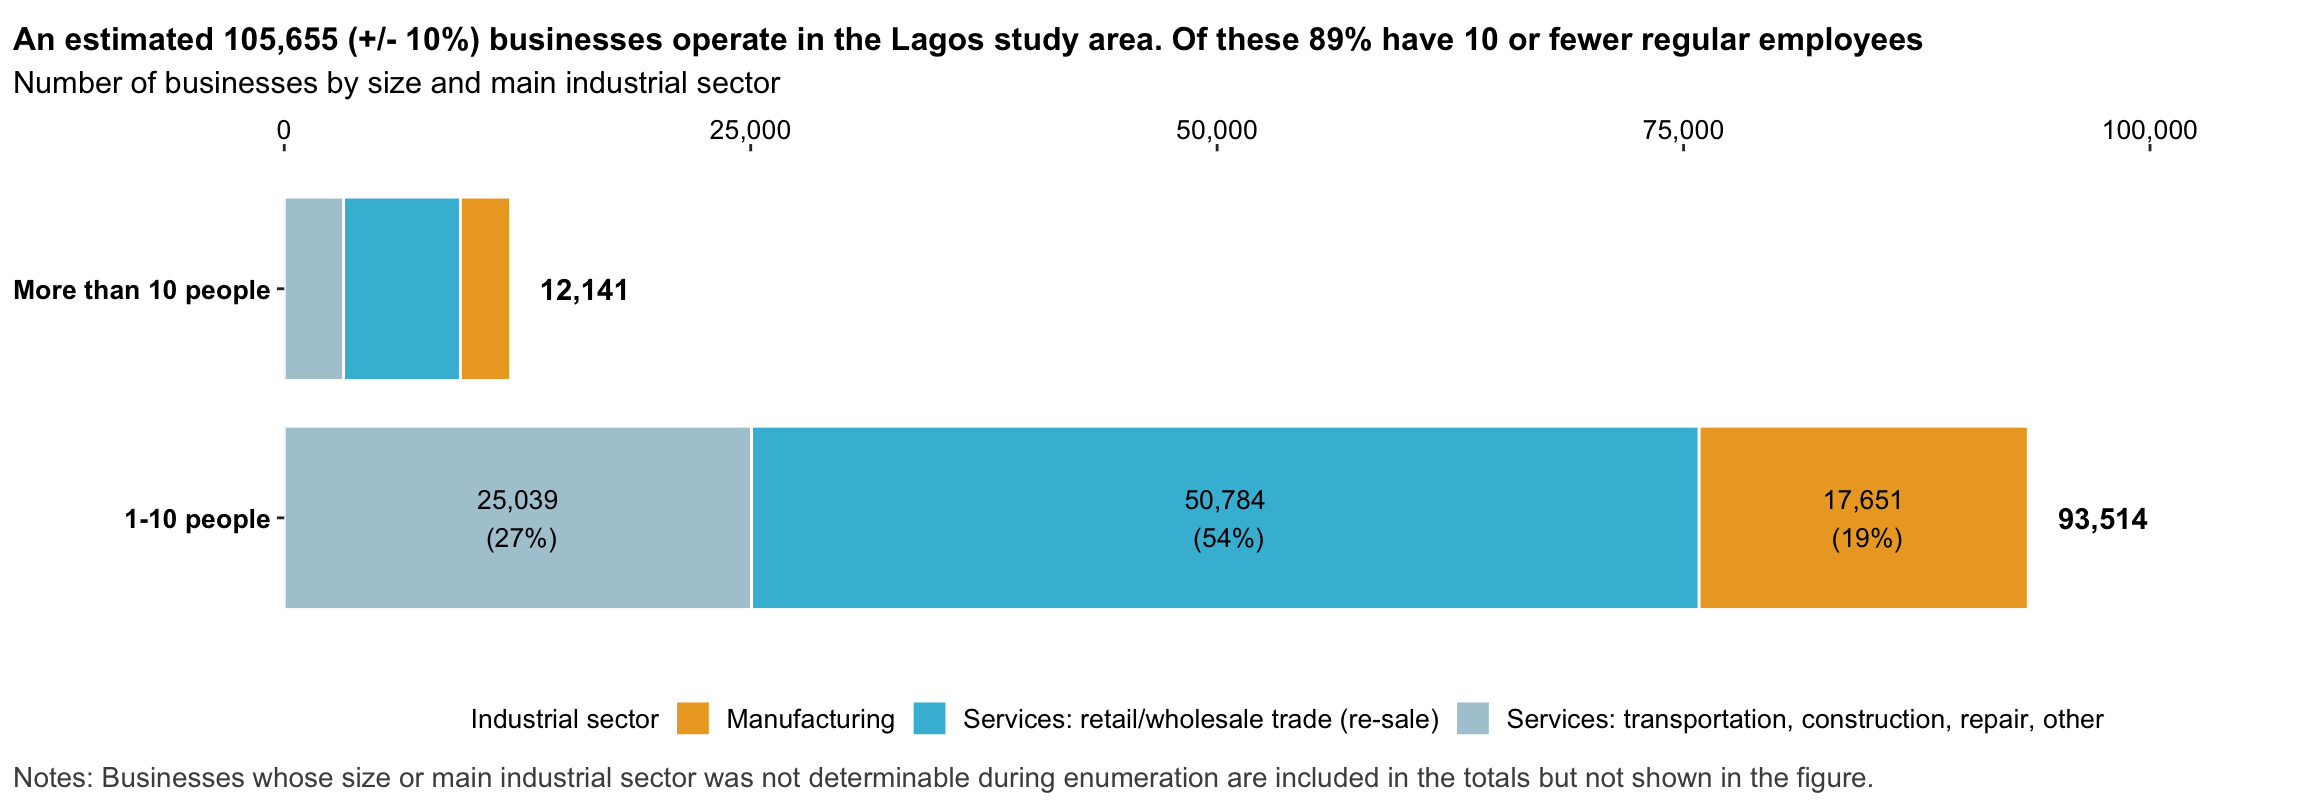 An estimated 105,655 (+/- 10%) businesses operate in the Lagos study area. Of these 89% have 10 or fewer regular employees
Number of businesses by size and main industrial sector
0 25,000 50,000 75,000 100,000
More than 10 people 12,141
1-10 people 93,514
25,039 50,784 17,651
(27%) (54%) (19%)
Industrial sector Manufacturing Services: retail/wholesale trade (re-sale) Services: transportation, construction, repair, other
Notes: Businesses whose size or main industrial sector was not determinable during enumeration are included in the totals but not shown in the figure.